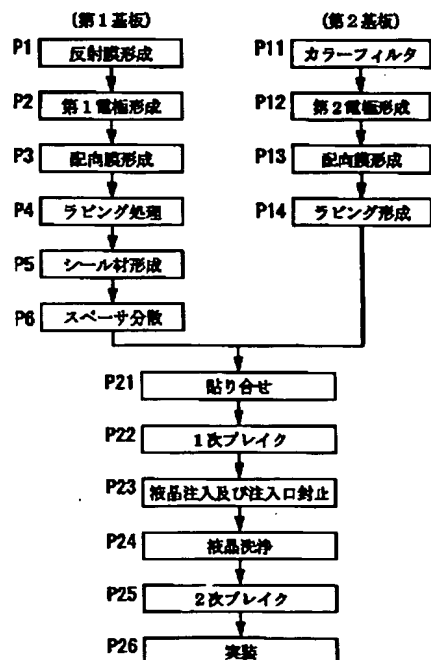 (第1基板)
P1 反射膜形成
P2 第1電極形成
P3 配向膜形成
P4 ラビング処理
P5 シール材形成
P6 スペーサ分散
(第2基板)
P11 カラーフィルタ
P12 第2電極形成
P13 配向膜形成
P14 ラビング形成
P21 貼り合せ
P22 1次ブレイク
P23 液晶注入及び注入口封止
P24 液晶洗浄
P25 2次ブレイク
P26 実装